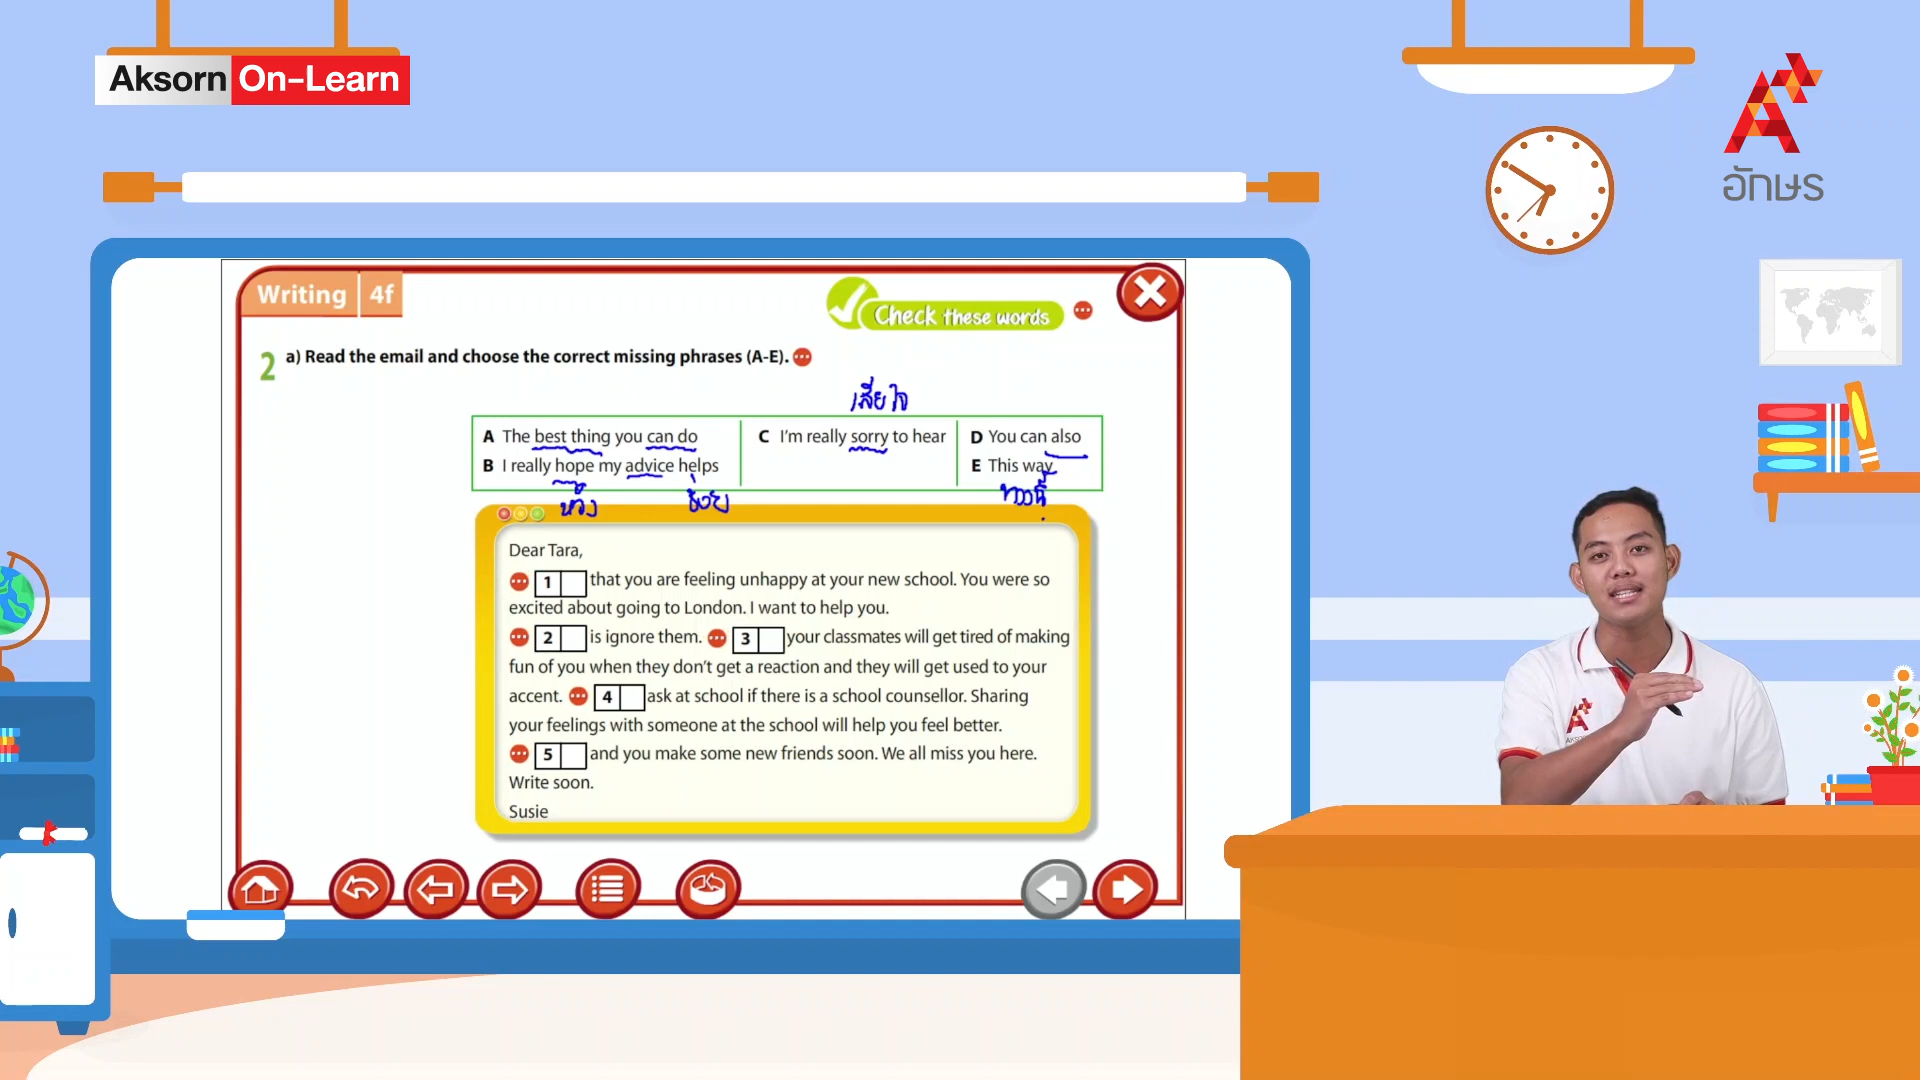 Aksorn On-Learn
อักษร
Writing 4f
Check these words
2 a) Read the email and choose the correct missing phrases (A-E).
เสียใจ
A The best thing you can do
B I really hope my advice helps
C I'm really sorry to hear
D You can also
E This way
หวัง
ช่วย
ทางนี้
Dear Tara,
1 that you are feeling unhappy at your new school. You were so
excited about going to London. I want to help you.
2 is ignore them. 3 your classmates will get tired of making
fun of you when they don't get a reaction and they will get used to your
accent. 4 ask at school if there is a school counsellor. Sharing
your feelings with someone at the school will help you feel better.
5 and you make some new friends soon. We all miss you here.
Write soon.
Susie